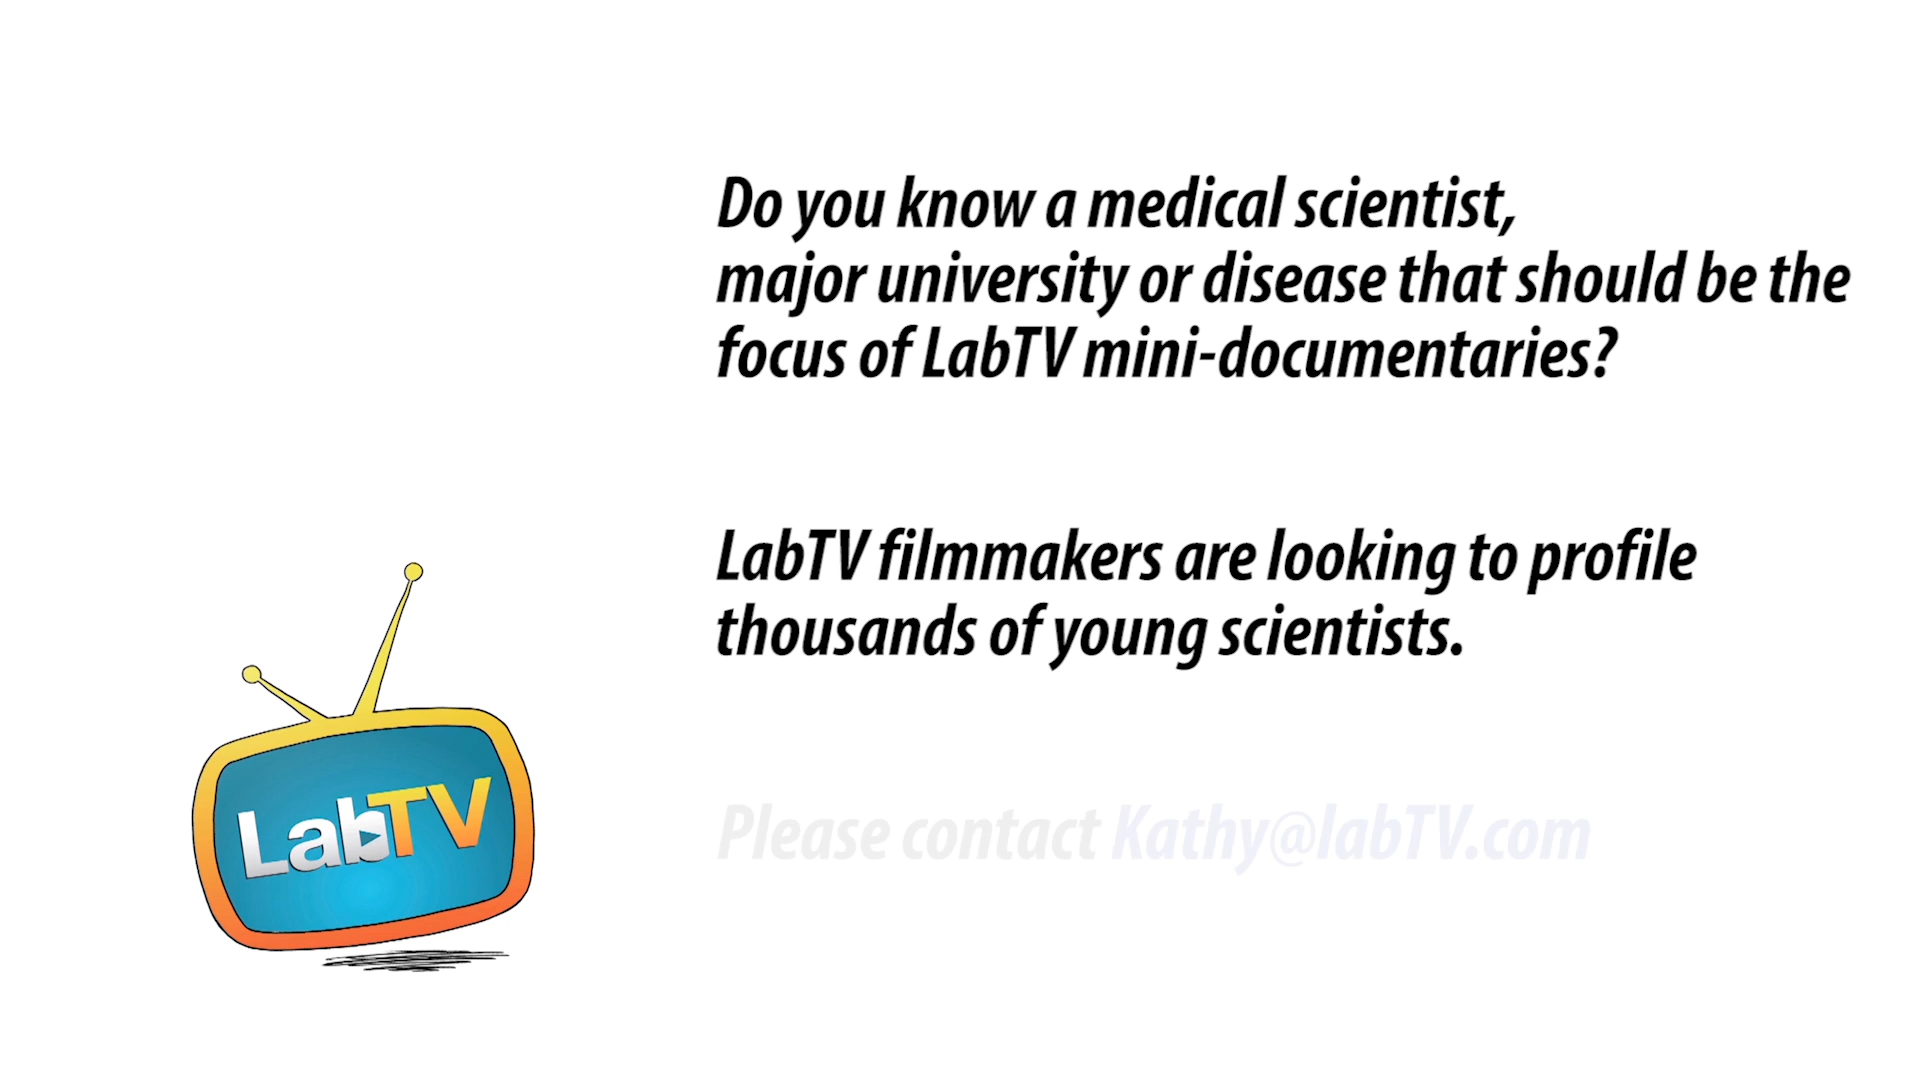 Do you know a medical scientist,
major university or disease that should be the
focus of LabTV mini-documentaries?
LabTV filmmakers are looking to profile
thousands of young scientists.
LabTV
Please contact Kathy@labTV.com